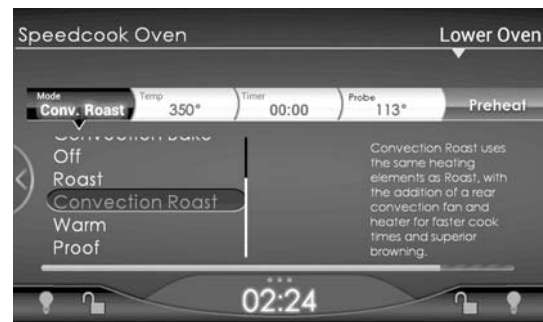 Speedcook Oven
Lower Oven
Mode
Conv. Roast
Temp
350°
Timer
00:00
Probe
113°
Preheat
Convection Bake
Off
Roast
Convection Roast
Warm
Proof
Convection Roast uses
the same heating
elements as Roast, with
the addition of a rear
convection fan and
heater for faster cook
times and superior
browning.
02:24